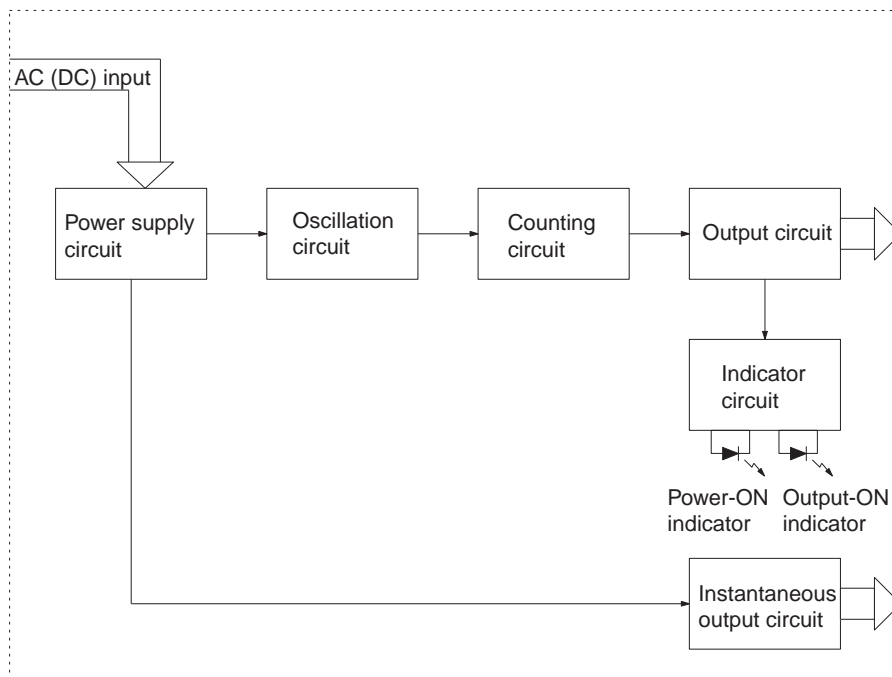 AC (DC) input
Power supply
circuit
Oscillation
circuit
Counting
circuit
Output circuit
Indicator
circuit
Power-ON
indicator
Output-ON
indicator
Instantaneous
output circuit